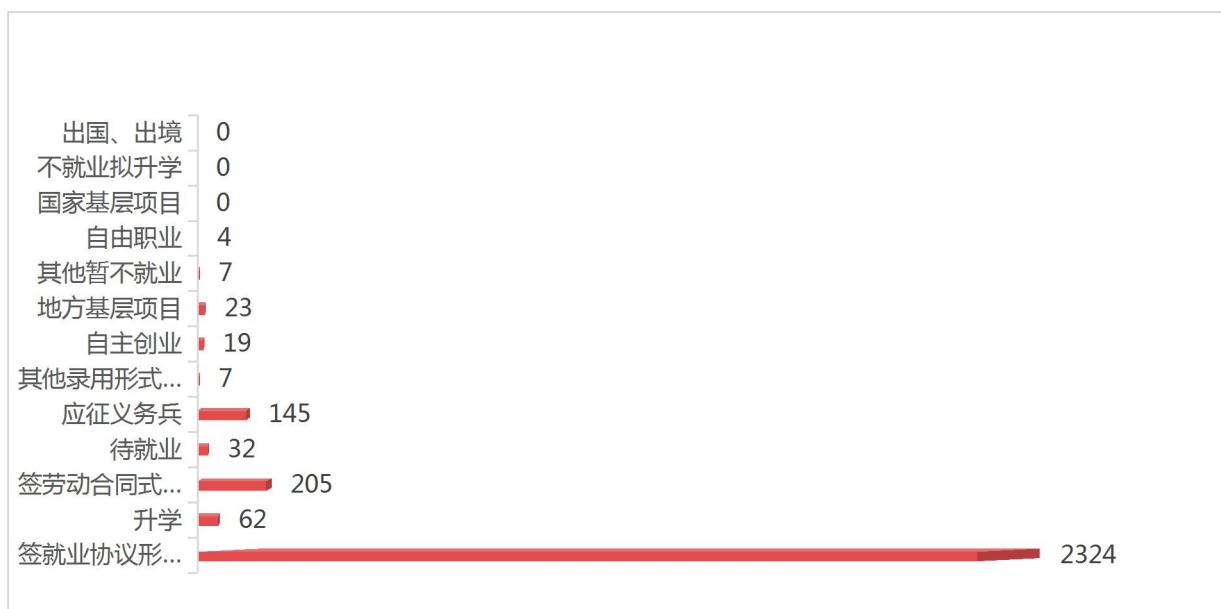 出国、出境 0
不就业拟升学 0
国家基层项目 0
自由职业 4
其他暂不就业 7
地方基层项目 23
自主创业 19
其他录用形式... 7
应征义务兵 145
待就业 32
签劳动合同式... 205
升学 62
签就业协议形... 2324